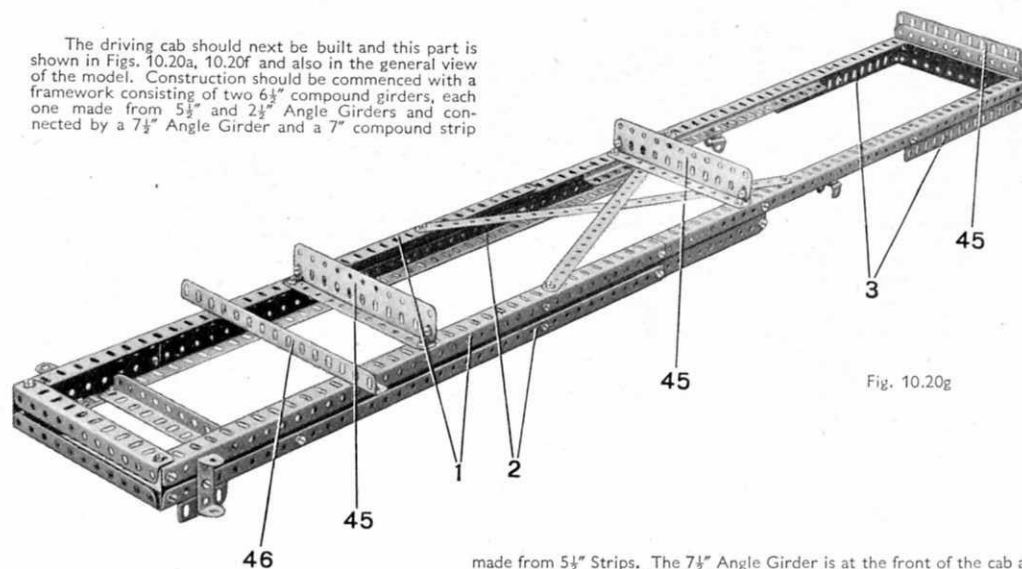 The driving cab should next be built and this part is
shown in Figs. 10.20a, 10.20f and also in the general view
of the model. Construction should be commenced with a
framework consisting of two 6½" compound girders, each
one made from 5½" and 2½" Angle Girders and con-
nected by a 7½" Angle Girder and a 7" compound strip
45
45
3
Fig. 10.20g
1
2
45
46
made from 5½" Strips. The 7½" Angle Girder is at the front of the cab a